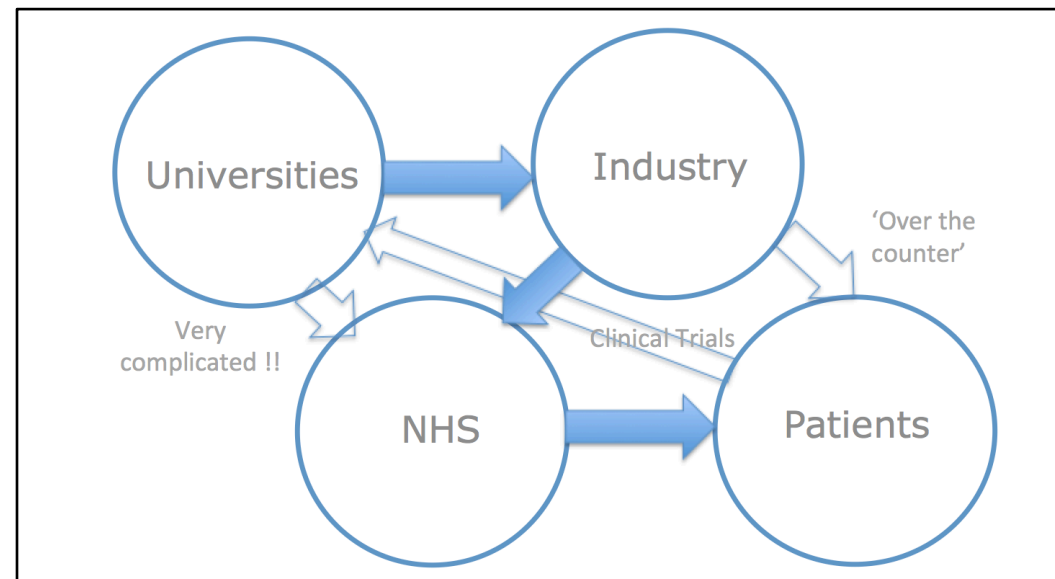 Universities
Industry
'Over the
counter'
Very
complicated !!
Clinical Trials
NHS
Patients